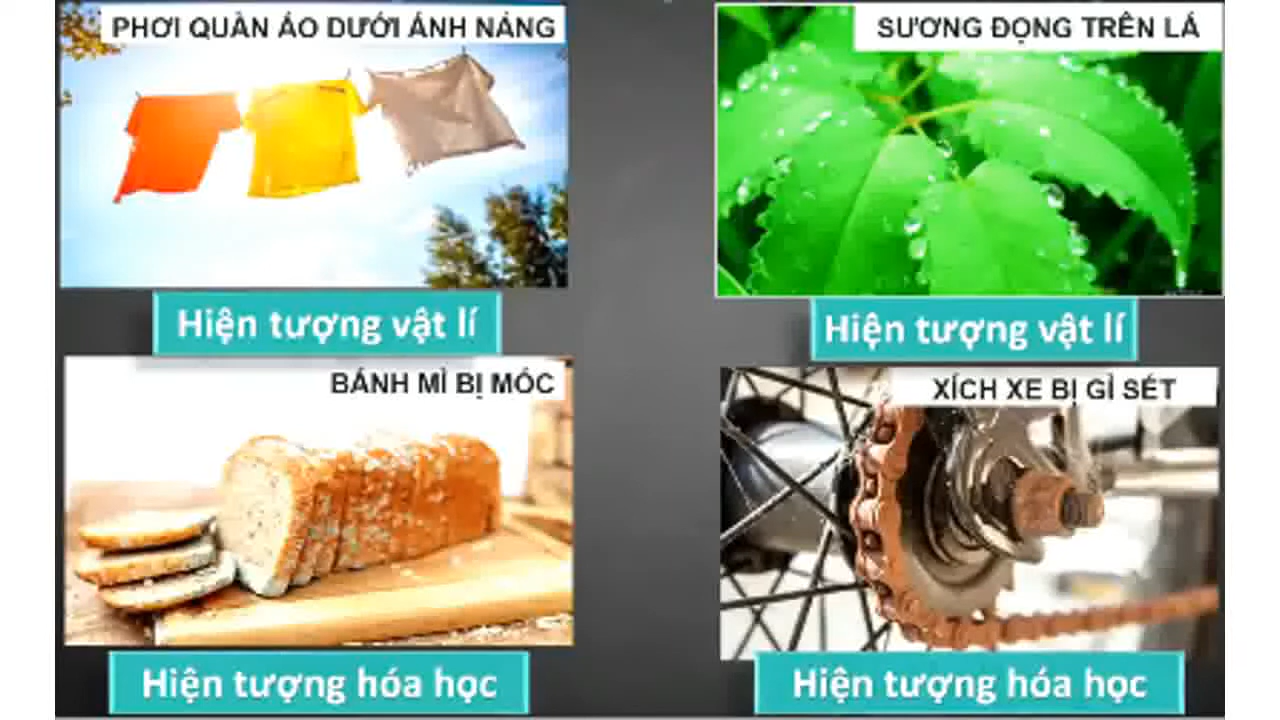 PHƠI QUẦN ÁO DƯỚI ÁNH NẮNG
SƯƠNG ĐỌNG TRÊN LÁ
Hiện tượng vật lí
Hiện tượng vật lí
BÁNH MÌ BỊ MỐC
XÍCH XE BỊ GỈ SÉT
Hiện tượng hóa học
Hiện tượng hóa học